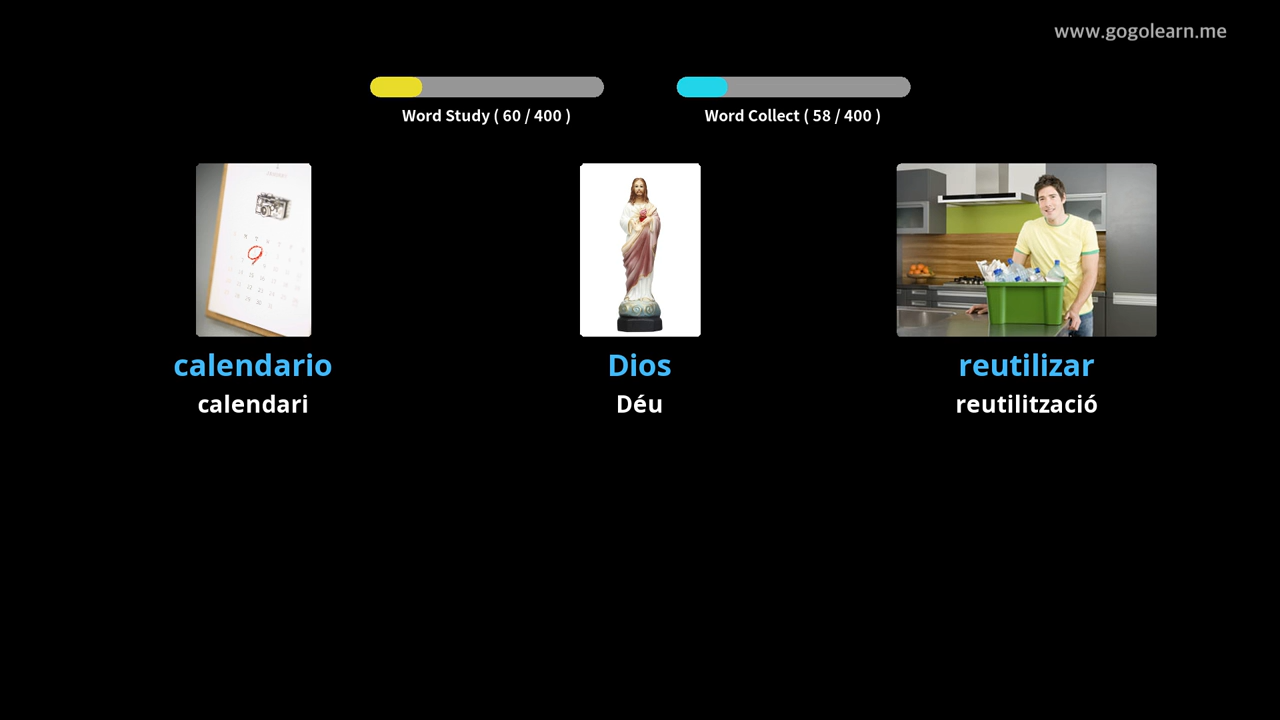 www.gogolearn.me
Word Study ( 60 / 400 )
Word Collect ( 58 / 400 )
calendario
calendari
Dios
Déu
reutilizar
reutilització